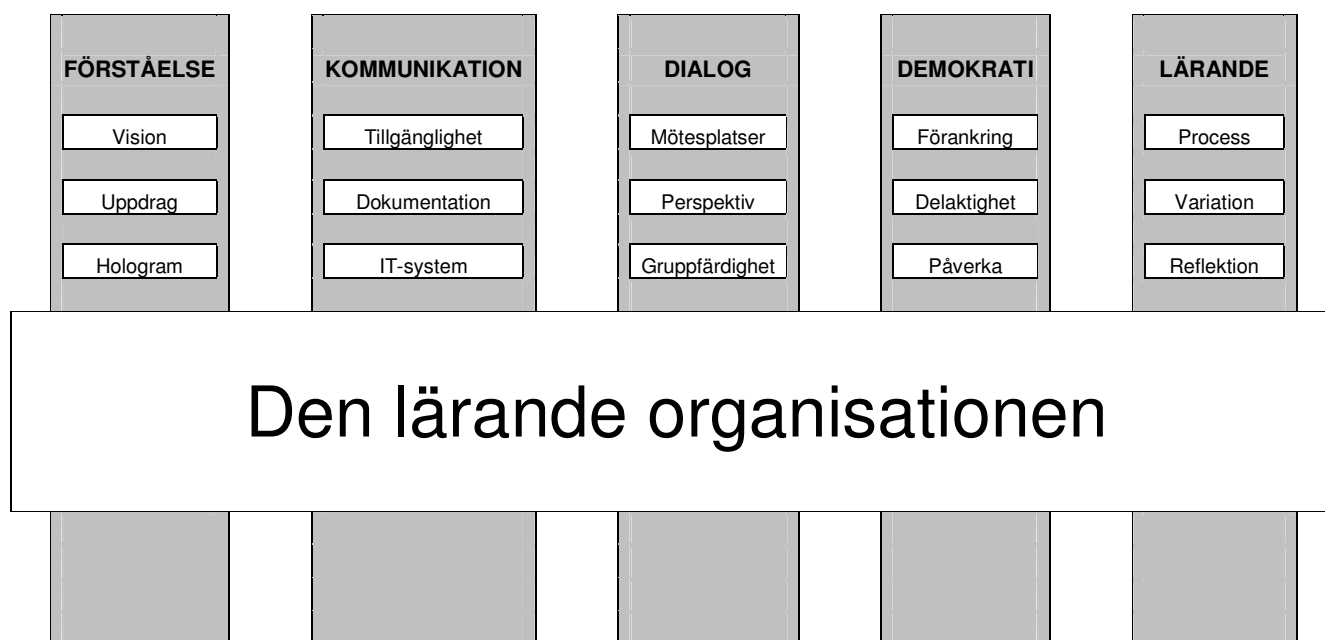 FÖRSTÅELSE KOMMUNIKATION DIALOG DEMOKRATI LÄRANDE
Vision Tillgänglighet Mötesplatser Förankring Process
Uppdrag Dokumentation Perspektiv Delaktighet Variation
Hologram IT-system Gruppfärdighet Påverka Reflektion
Den lärande organisationen